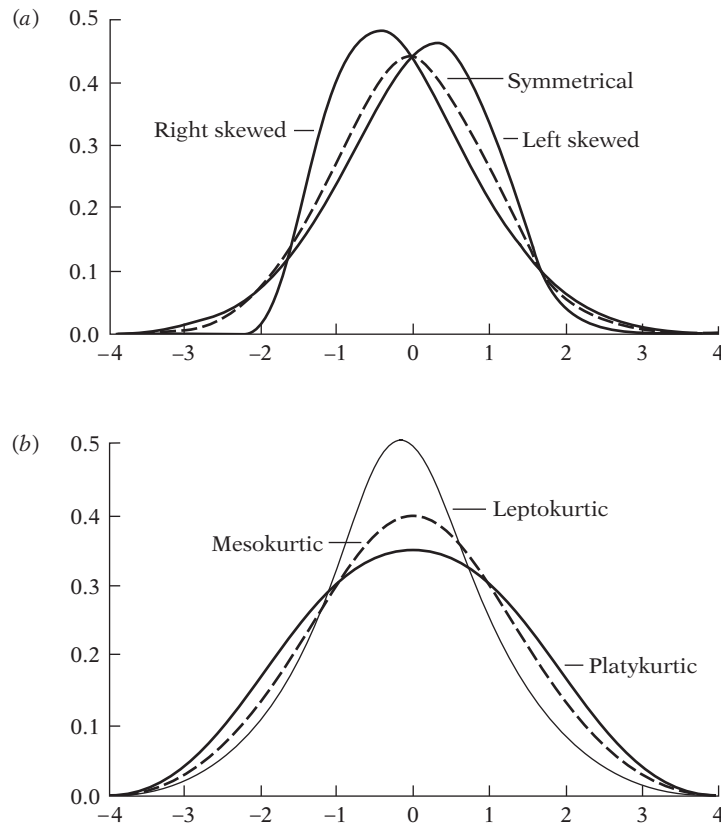 (a)
0.5
0.4
Symmetrical
0.3
Right skewed
Left skewed
0.2
0.1
0.0
−4 −3 −2 −1 0 1 2 3 4
(b)
0.5
Leptokurtic
0.4
Mesokurtic
0.3
0.2
Platykurtic
0.1
0.0
−4 −3 −2 −1 0 1 2 3 4